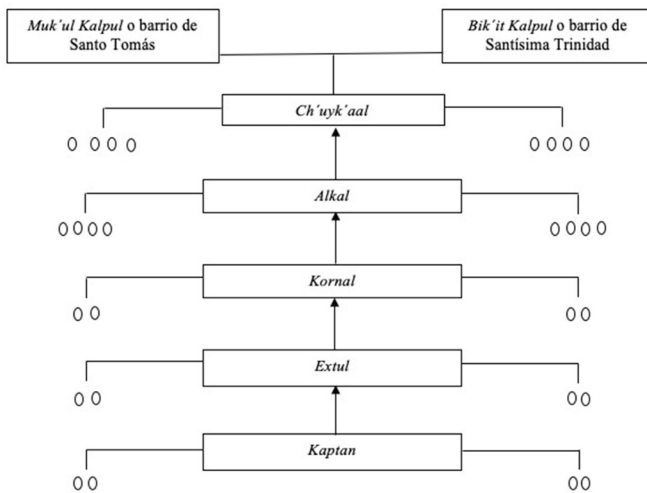 Muk´ul Kalpul o barrio de
Santo Tomás
Bik´it Kalpul o barrio de
Santísima Trinidad
Ch´uyk´aal
Alkal
Kornal
Extul
Kaptan